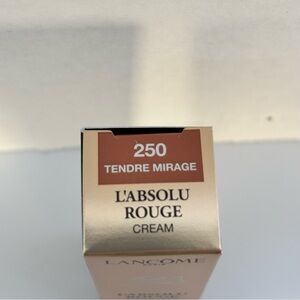 250
TENDRE MIRAGE
L'ABSOLU
ROUGE
CREAM
LANCÔME